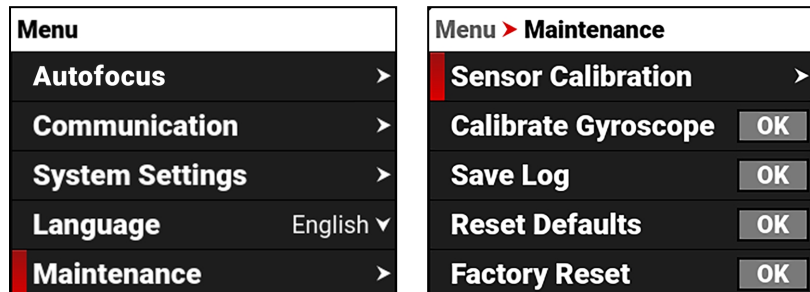 Menu
Autofocus
Communication
System Settings
Language English
Maintenance
Menu Maintenance
Sensor Calibration
Calibrate Gyroscope OK
Save Log OK
Reset Defaults OK
Factory Reset OK